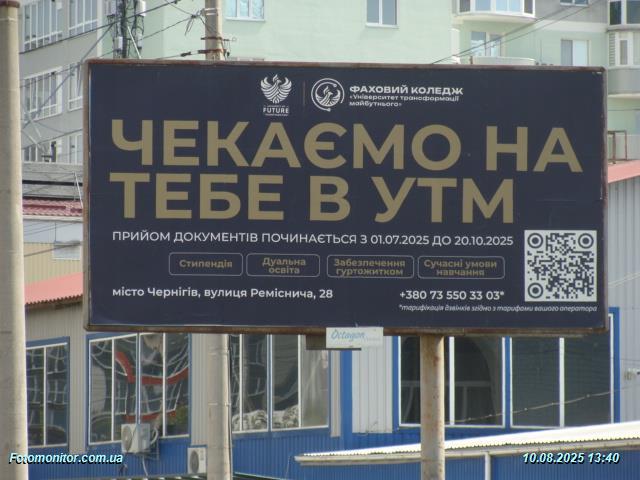 FUTURE
ФАХОВИЙ КОЛЕДЖ
«Університет трансформації
майбутнього»
ЧЕКАЄМО НА
ТЕБЕ В УТМ
ПРИЙОМ ДОКУМЕНТІВ ПОЧИНАЄТЬСЯ З 01.07.2025 ДО 20.10.2025
Стипендія
Дуальна
освіта
Забезпечення
гуртожитком
Сучасні умови
навчання
місто Чернігів, вулиця Реміснича, 28
+380 73 550 33 03*
*тарифікація дзвінків згідно з тарифами вашого оператора
Octagon
Fotomonitor.com.ua
10.08.2025 13:40